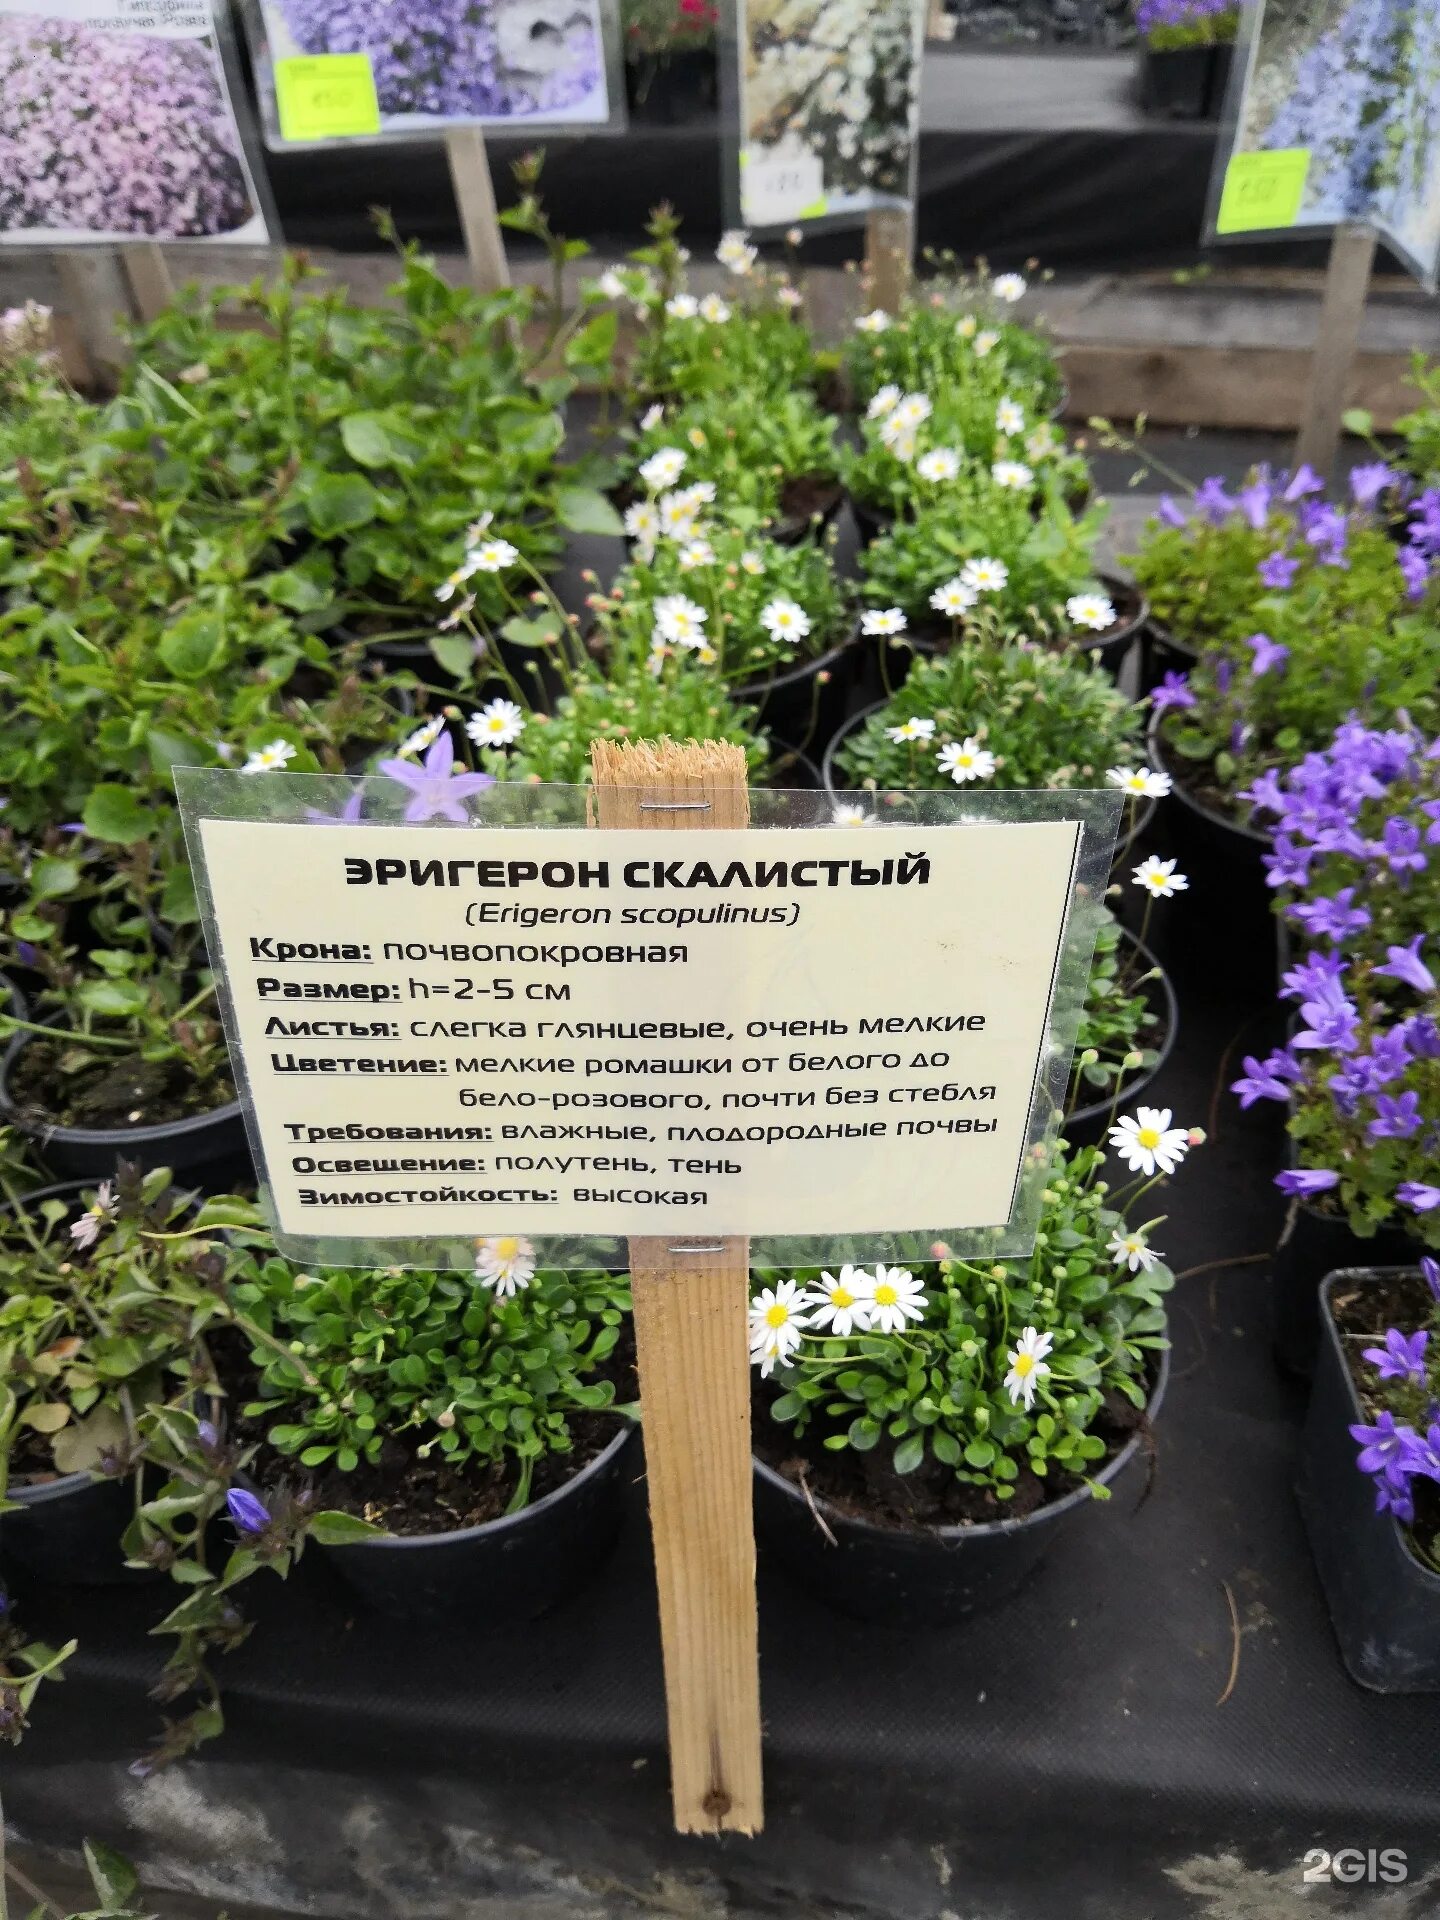 ЭРИГЕРОН СКАЛИСТЫЙ
(Erigeron scopulinus)
Крона: почвопокровная
Размер: h=2-5 см
Листья: слегка глянцевые, очень мелкие
Цветение: мелкие ромашки от белого до
бело-розового, почти без стебля
Требования: влажные, плодородные почвы
Освещение: полутень, тень
Зимостойкость: высокая
2GIS